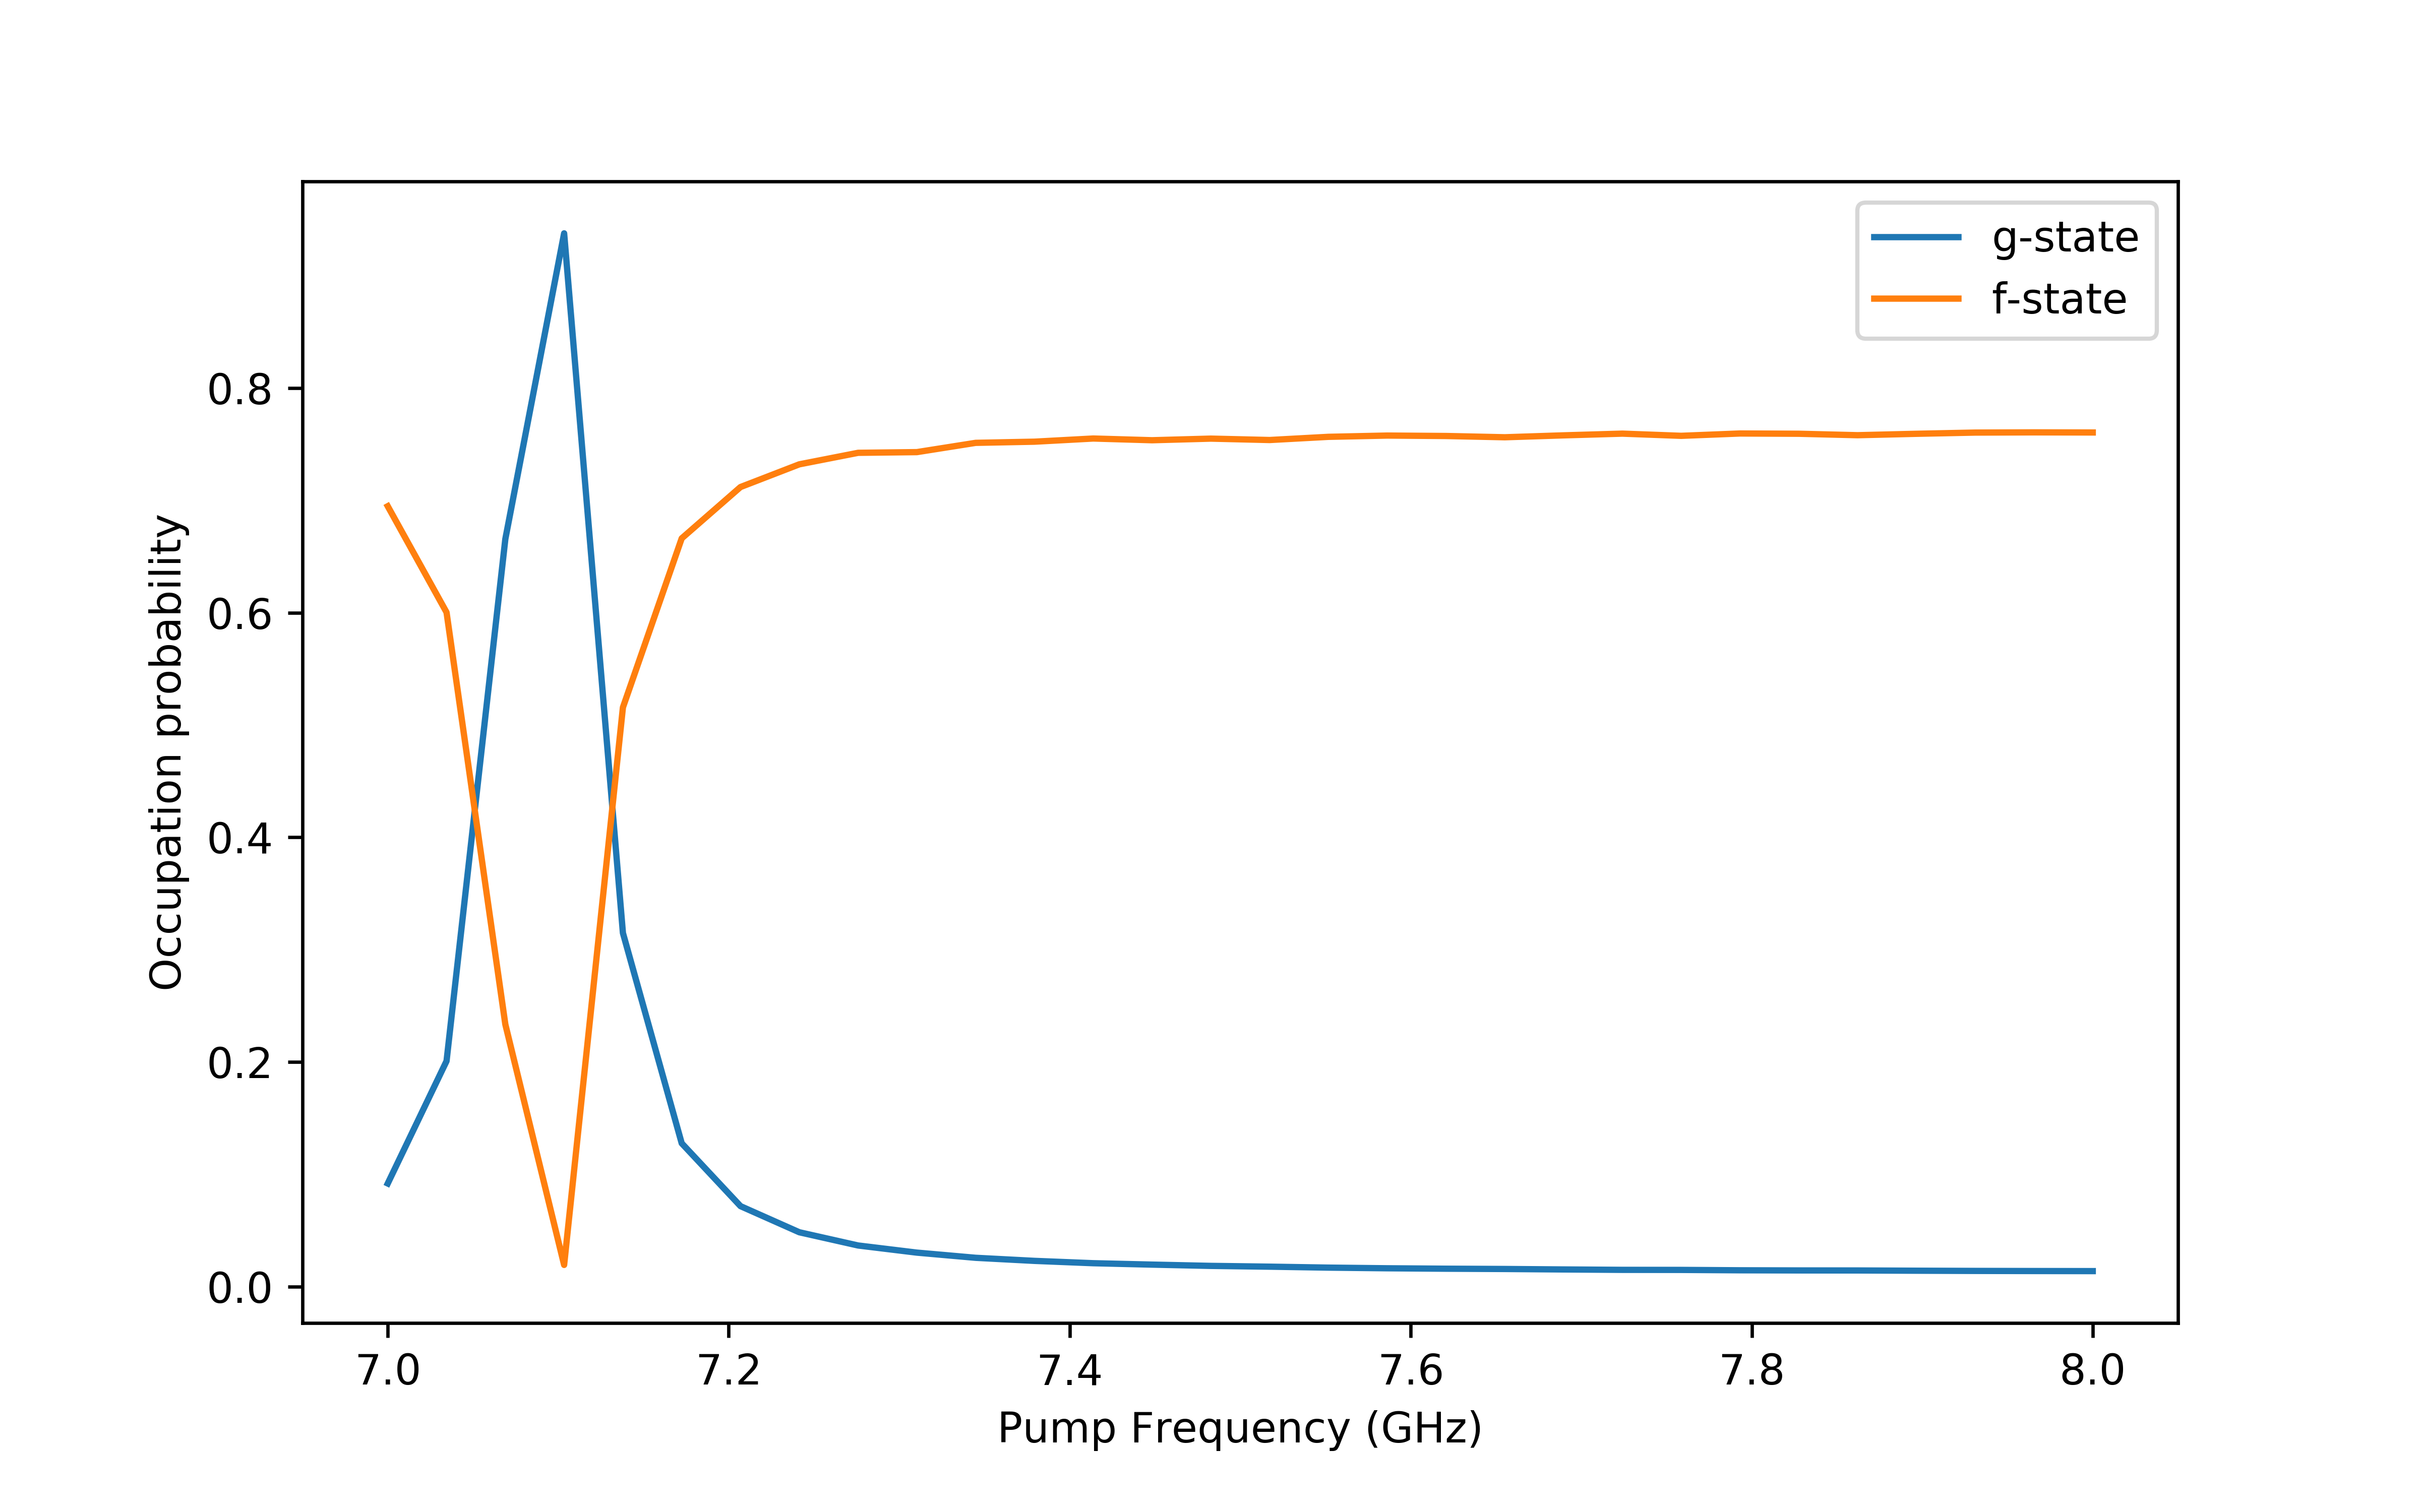 g-state
f-state
Occupation probability
0.8
0.6
0.4
0.2
0.0
7.0 7.2 7.4 7.6 7.8 8.0
Pump Frequency (GHz)